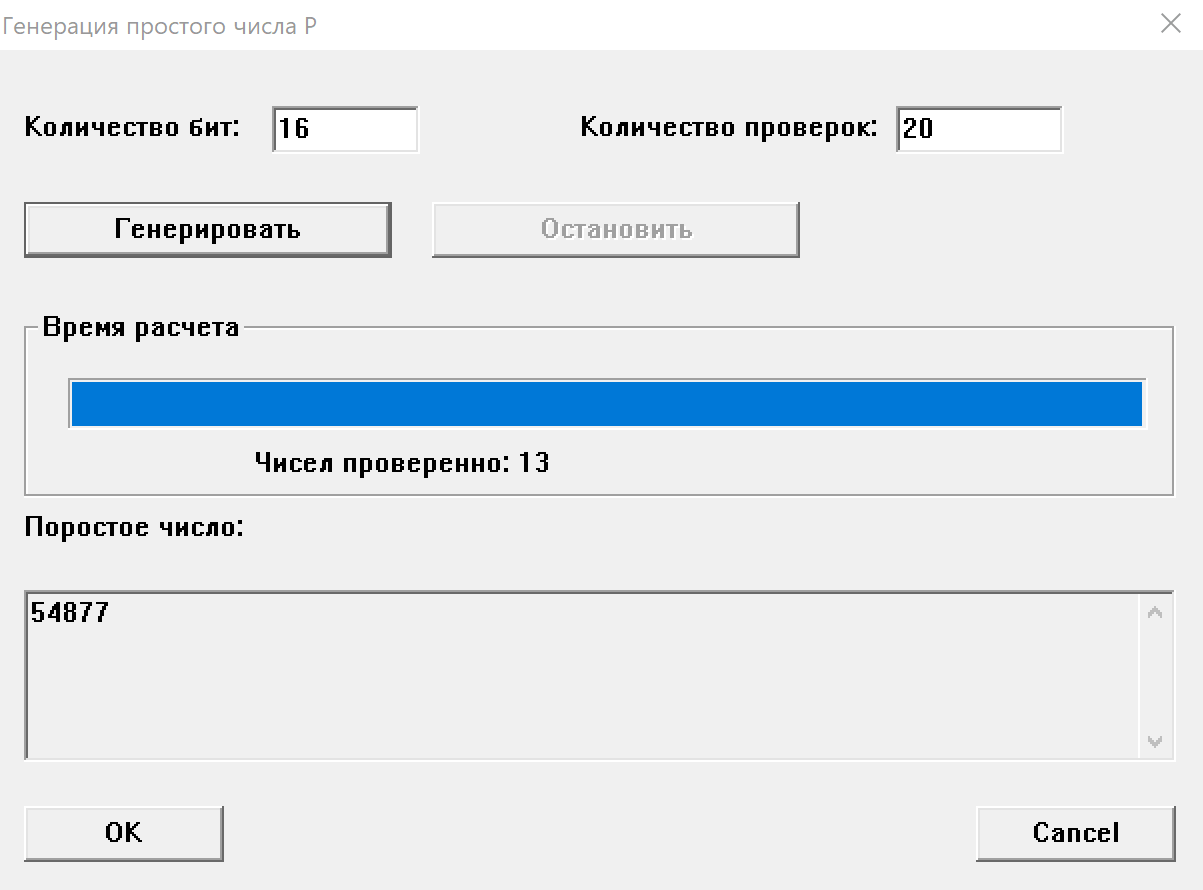 Генерация простого числа P
Количество бит: 16 Количество проверок: 20
Генерировать Остановить
Время расчета
Чисел проверенно: 13
Поростое число:
54877
OK Cancel